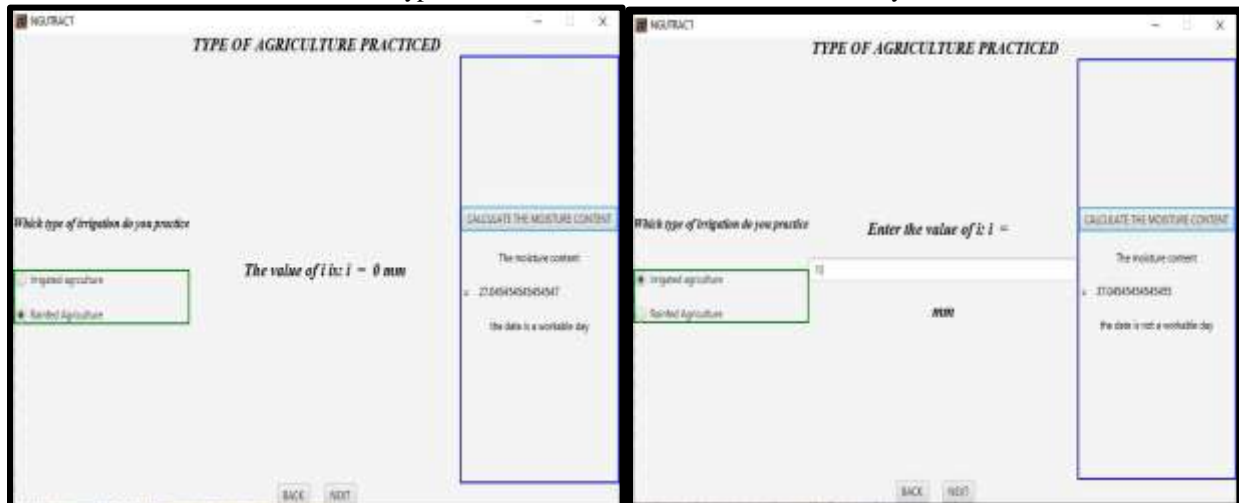 NGUTRACT
TYPE OF AGRICULTURE PRACTICED
Which type of irrigation do you practice
Irrigated agriculture
Rainfed Agriculture
The value of i is: i = 0 mm
CALCULATE THE MOISTURE CONTENT
The moisture content
the date is a workable day
BACK NEXT
NGUTRACT
TYPE OF AGRICULTURE PRACTICED
Which type of irrigation do you practice
Irrigated agriculture
Rainfed Agriculture
Enter the value of i: i =
mm
CALCULATE THE MOISTURE CONTENT
The moisture content
the date is not a workable day
BACK NEXT